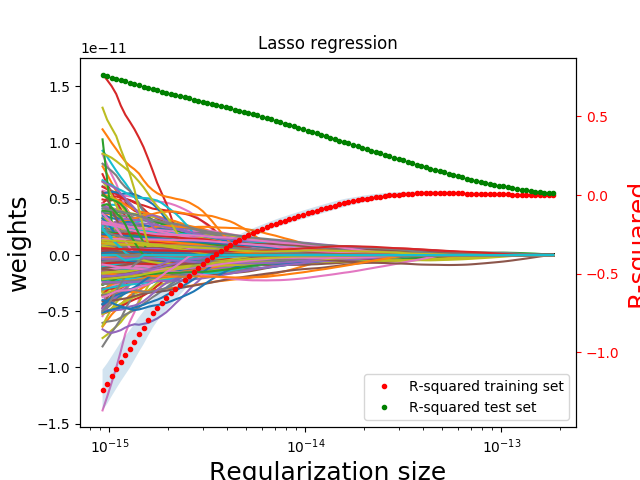 Lasso regression
1e−11
1.5
1.0
0.5
0.0
−0.5
−1.0
−1.5
weights
0.5
0.0
−0.5
−1.0
R-squared
R-squared training set
R-squared test set
10⁻¹⁵
10⁻¹⁴
10⁻¹³
Regularization size